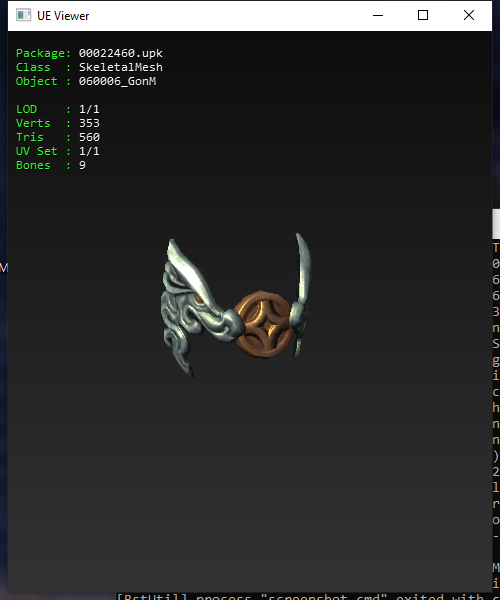 UE Viewer
Package: 00022460.upk
Class  : SkeletalMesh
Object : 060006_GonM
LOD    : 1/1
Verts  : 353
Tris   : 560
UV Set : 1/1
Bones  : 9
M
T
0
6
6
3
n
S
g
i
c
h
n
n
)
2
l
r
o
-
M
i
[BstUtil] process "screenshot.cmd" exited with c